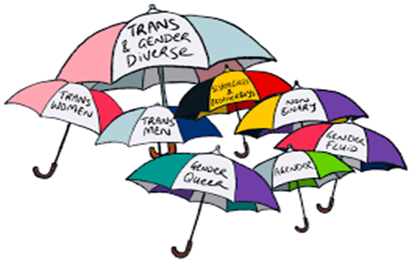 TRANS
& GENDER
DIVERSE
TRANS
WOMEN
TRANS
MEN
SISTERGIRLS
&
BROTHERBOYS
NON
BINARY
GENDER
FLUID
GENDER
QUEER
AGENDER